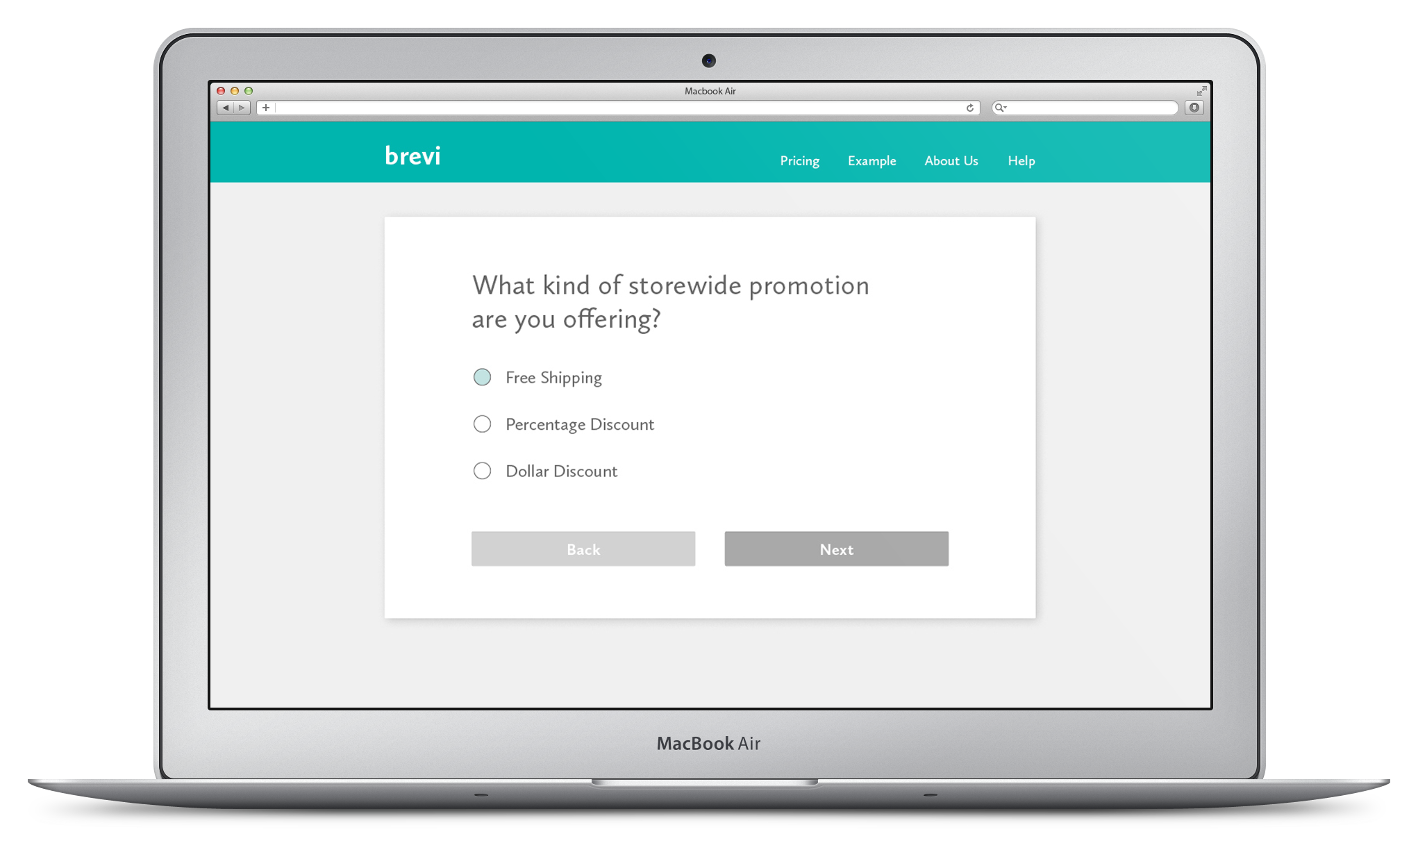 Macbook Air
brevi
Pricing Example About Us Help
What kind of storewide promotion
are you offering?
Free Shipping
Percentage Discount
Dollar Discount
Back Next
MacBook Air